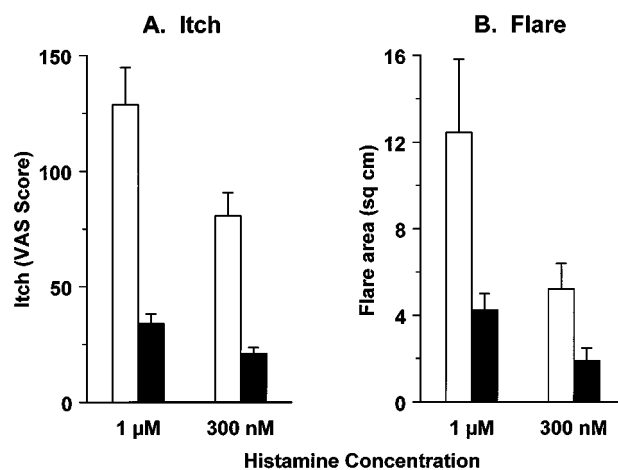 A. Itch
B. Flare
Itch (VAS Score)
150
100
50
0
1 µM
300 nM
Flare area (sq cm)
16
12
8
4
0
1 µM
300 nM
Histamine Concentration